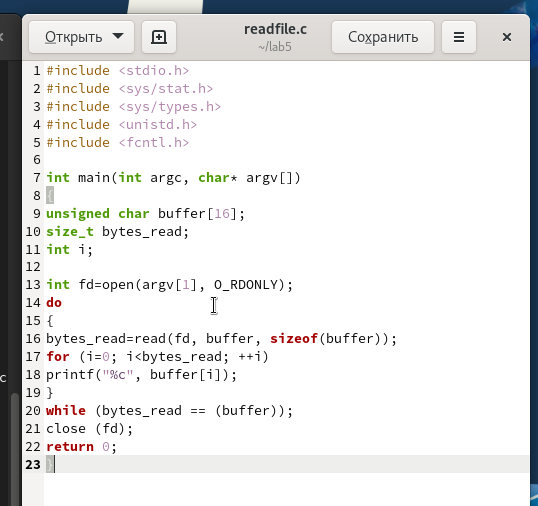 Открыть
readfile.c
~/lab5
Сохранить
1 #include <stdio.h>
2 #include <sys/stat.h>
3 #include <sys/types.h>
4 #include <unistd.h>
5 #include <fcntl.h>
6
7 int main(int argc, char* argv[])
8 {
9 unsigned char buffer[16];
10 size_t bytes_read;
11 int i;
12
13 int fd=open(argv[1], O_RDONLY);
14 do
15 {
16 bytes_read=read(fd, buffer, sizeof(buffer));
17 for (i=0; i<bytes_read; ++i)
18 printf("%c", buffer[i]);
19 }
20 while (bytes_read == (buffer));
21 close (fd);
22 return 0;
23 }
c